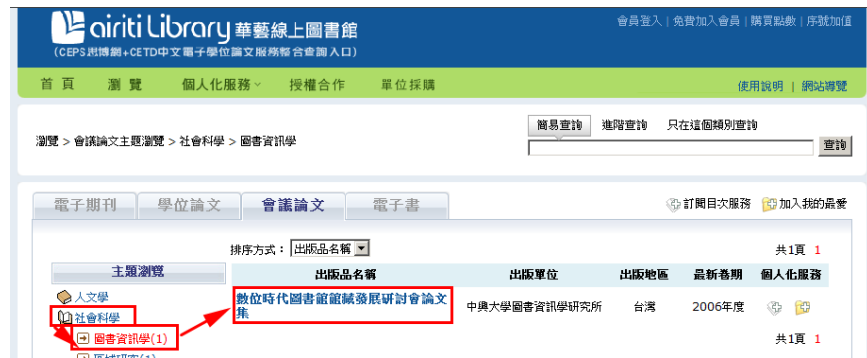 airiti Library 華藝線上圖書館
(CEPS思博網+CETD中文電子學位論文服務整合查詢入口)
會員登入 | 免費加入會員 | 購買點數 | 序號加值
首 頁 瀏 覽 個人化服務 授權合作 單位採購
使用說明 | 網站導覽
簡易查詢 進階查詢 只在這個類別查詢
瀏覽 > 會議論文主題瀏覽 > 社會科學 > 圖書資訊學
查詢
電子期刊 學位論文 會議論文 電子書
訂閱目次服務 加入我的最愛
排序方式： 出版品名稱
共1頁 1
主題瀏覽
出版品名稱 出版單位 出版地區 最新卷期 個人化服務
人文學
社會科學
圖書資訊學(1)
區域研究(1)
數位時代圖書館館藏發展研討會論文
集
中興大學圖書資訊學研究所 台灣 2006年度
共1頁 1